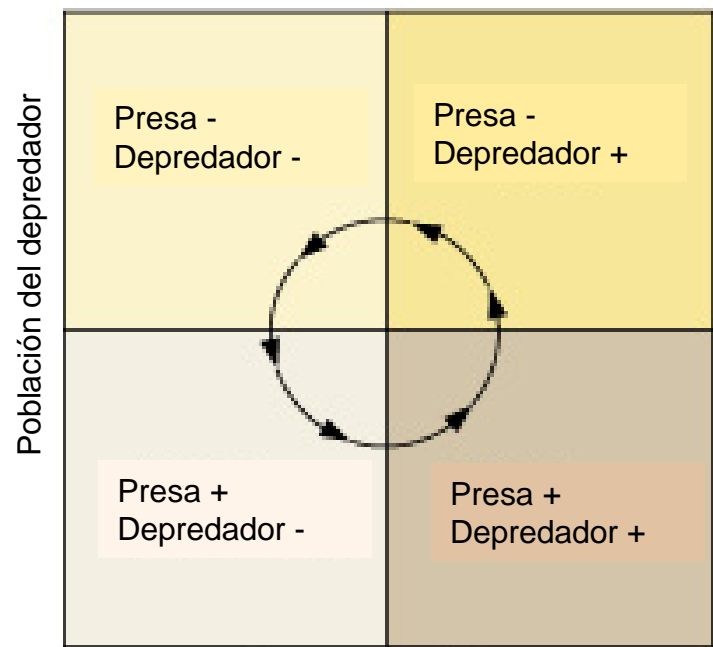 Población del depredador
Presa -
Depredador -
Presa -
Depredador +
Presa +
Depredador -
Presa +
Depredador +